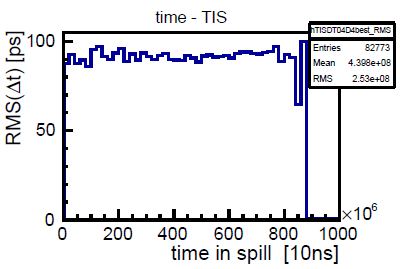 time - TIS
hTISDT04D4best_RMS
Entries 82773
Mean 4.398e+08
RMS 2.53e+08
RMS(Δt) [ps]
100
50
0
0 200 400 600 800 1000
×10⁶
time in spill [10ns]